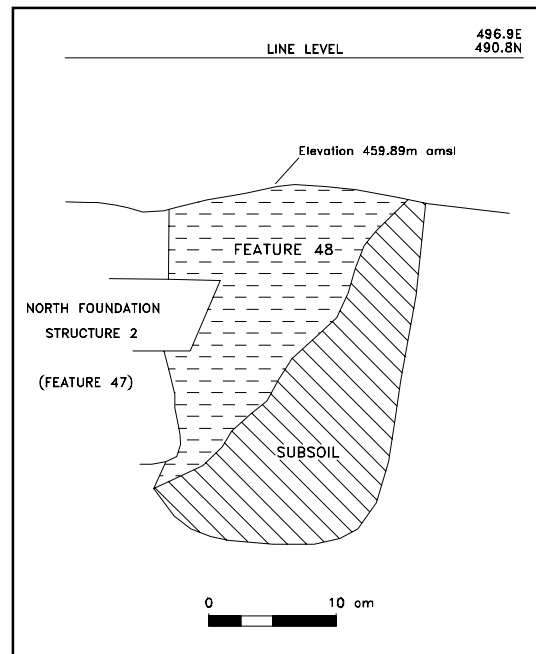 496.9E
LINE LEVEL 490.8N
Elevation 459.89m amsl
FEATURE 48
NORTH FOUNDATION
STRUCTURE 2
(FEATURE 47)
SUBSOIL
0 10 cm